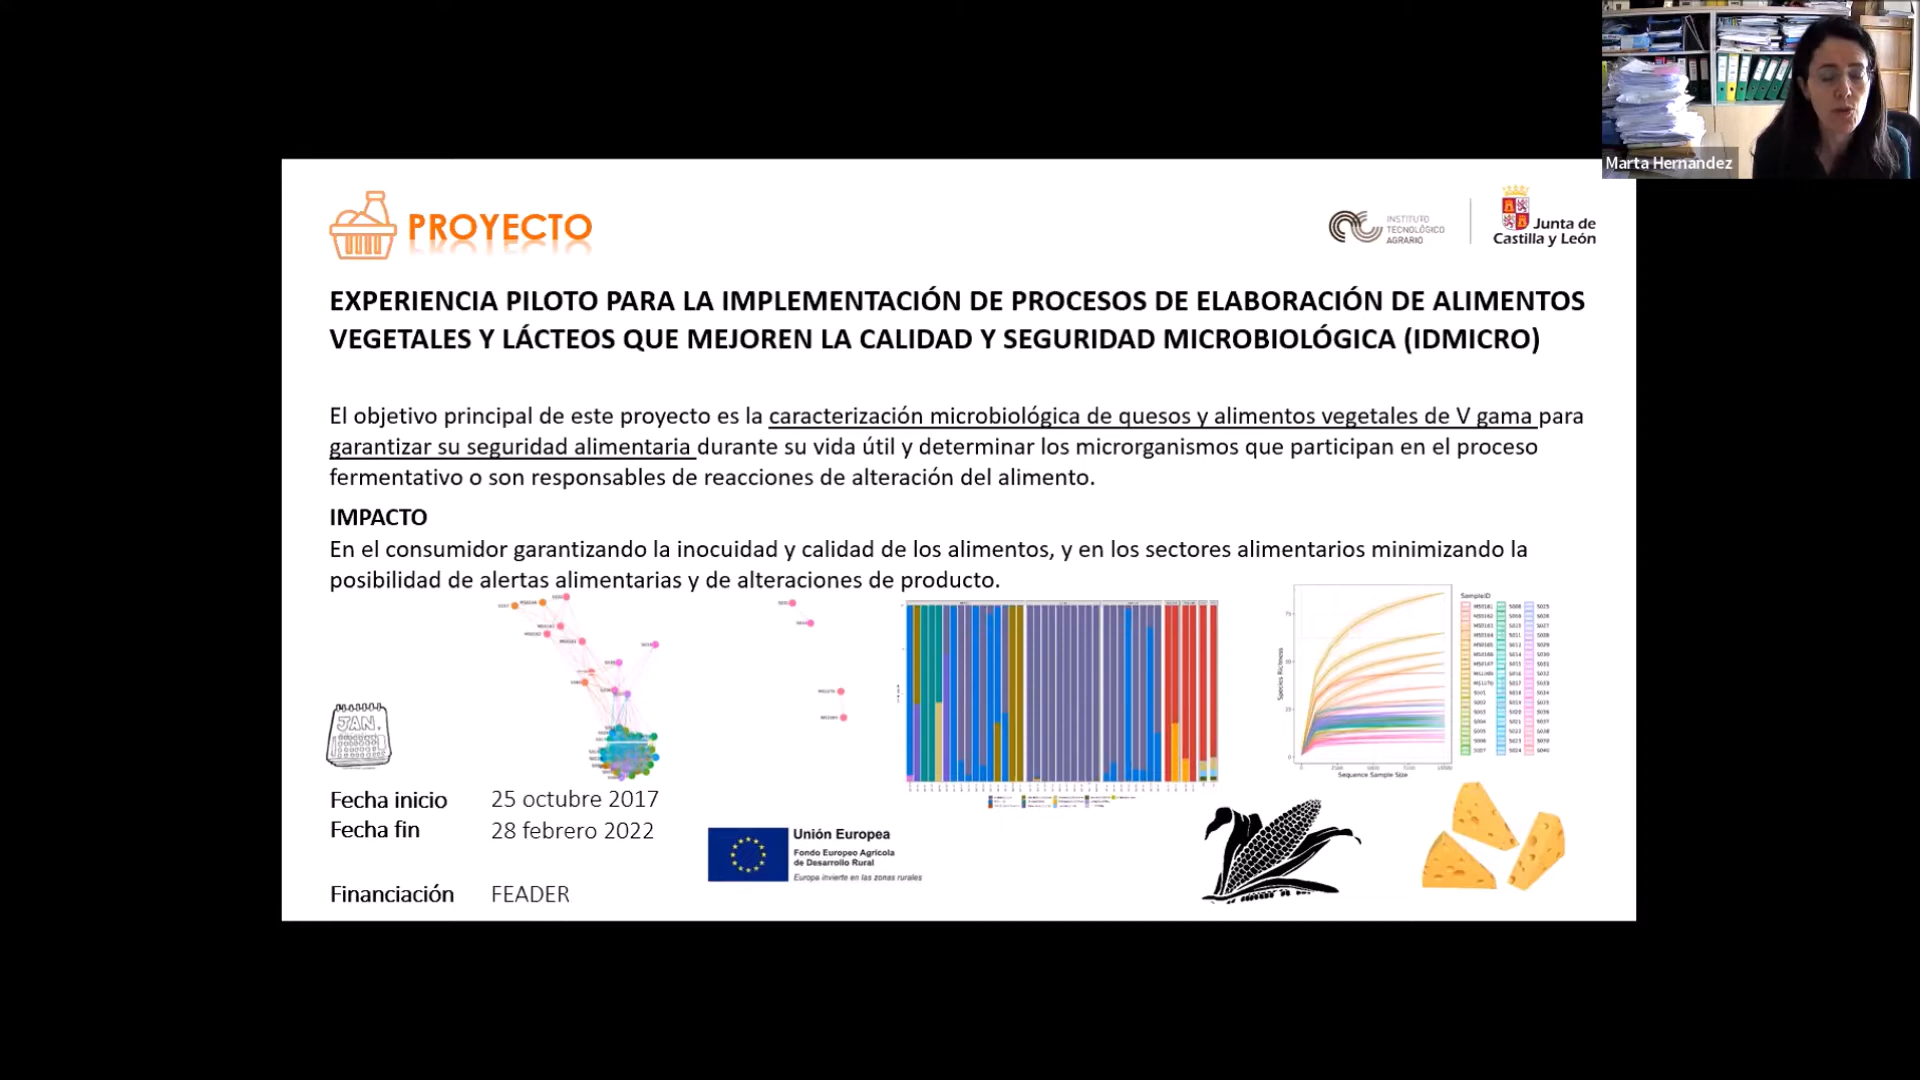 Marta Hernández
PROYECTO
INSTITUTO
TECNOLÓGICO
AGRARIO
Junta de
Castilla y León
EXPERIENCIA PILOTO PARA LA IMPLEMENTACIÓN DE PROCESOS DE ELABORACIÓN DE ALIMENTOS
VEGETALES Y LÁCTEOS QUE MEJOREN LA CALIDAD Y SEGURIDAD MICROBIOLÓGICA (IDMICRO)
El objetivo principal de este proyecto es la caracterización microbiológica de quesos y alimentos vegetales de V gama para
garantizar su seguridad alimentaria durante su vida útil y determinar los microrganismos que participan en el proceso
fermentativo o son responsables de reacciones de alteración del alimento.
IMPACTO
En el consumidor garantizando la inocuidad y calidad de los alimentos, y en los sectores alimentarios minimizando la
posibilidad de alertas alimentarias y de alteraciones de producto.
SampleID
Species Richness
Sequence Sample Size
JAN.
Fecha inicio 25 octubre 2017
Fecha fin 28 febrero 2022
Unión Europea
Fondo Europeo Agrícola
de Desarrollo Rural
Europa invierte en las zonas rurales
Financiación FEADER